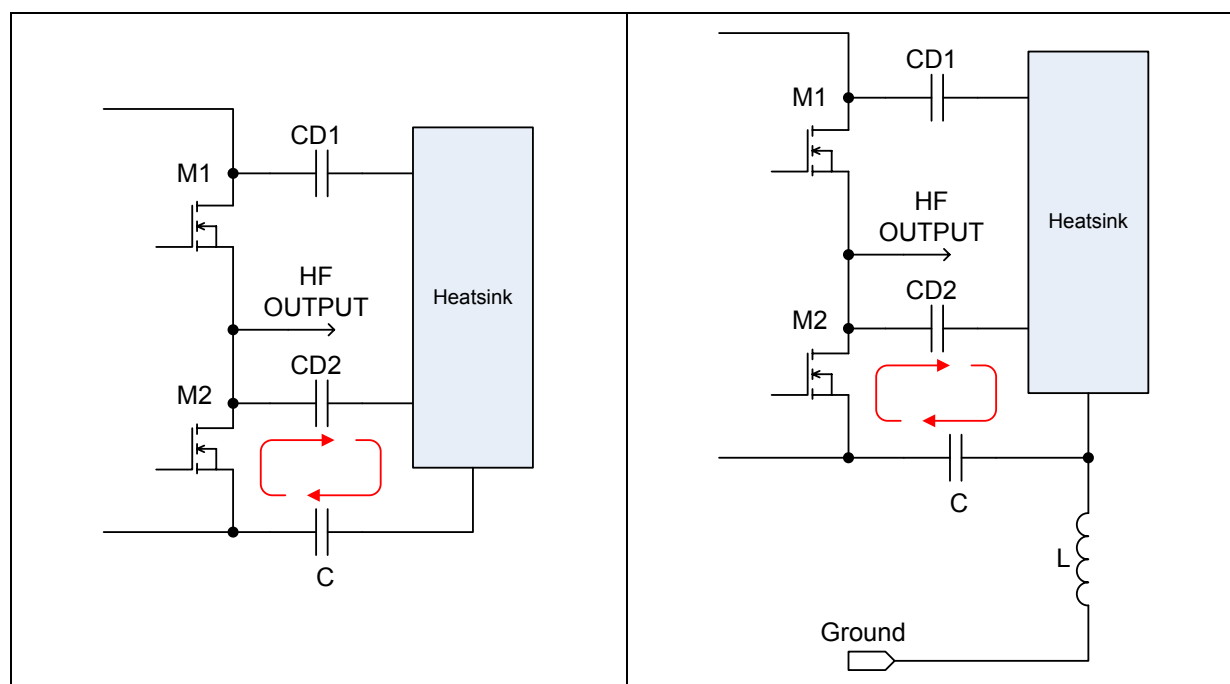 CD1
M1
HF
OUTPUT
Heatsink
CD2
M2
C
CD1
M1
HF
OUTPUT
Heatsink
CD2
M2
C
L
Ground